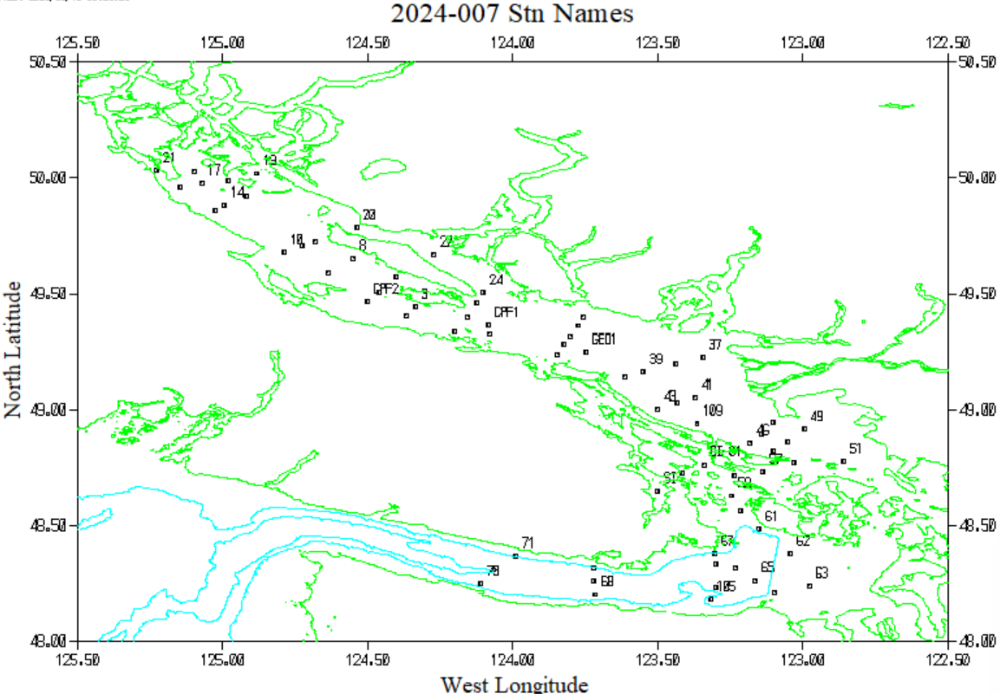 2024-007 Stn Names
125.50 125.00 124.50 124.00 123.50 123.00 122.50
50.50 50.50
21 19
17
50.00 50.00
14
20
10 8 22
24
CPF2 3
49.50 49.50
CPF1
GEO1
39 37
41
43
49.00 109 49.00
46 49
51
SI
61
48.50 48.50
71 67 62
65 63
68
105
48.00 48.00
125.50 125.00 124.50 124.00 123.50 123.00 122.50
North Latitude
West Longitude